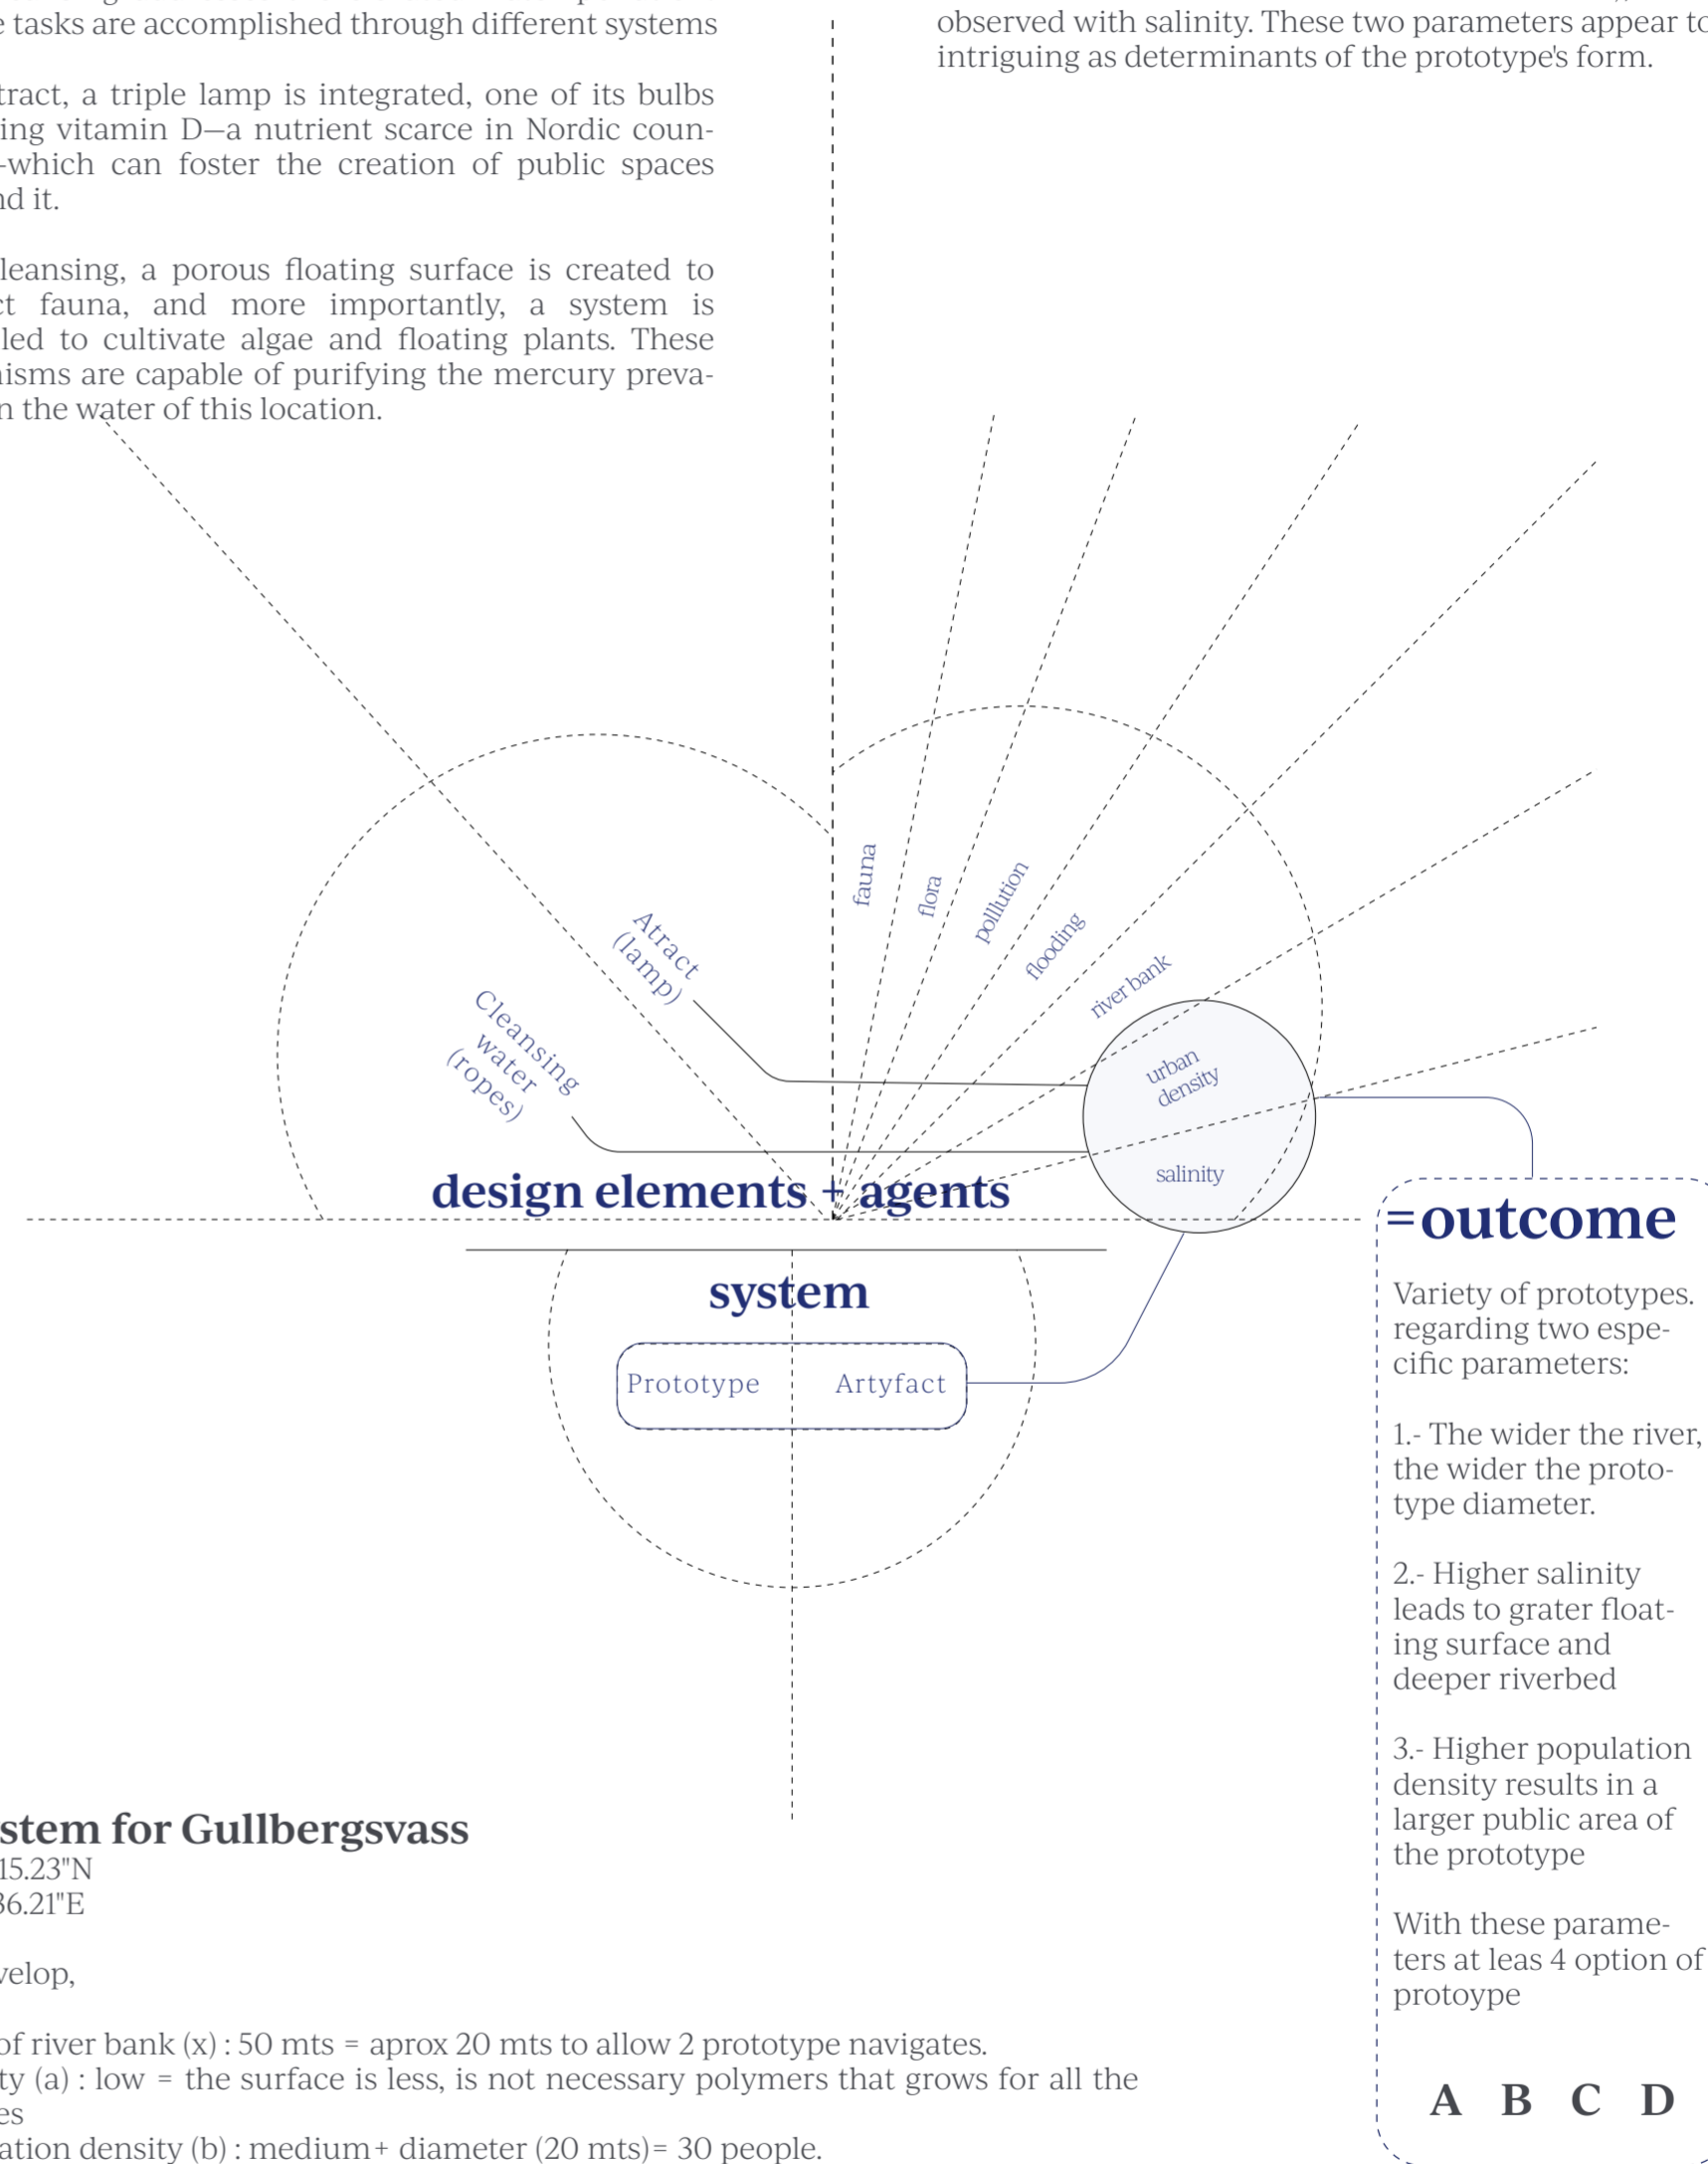 e tasks are accomplished through different systems
tract, a triple lamp is integrated, one of its bulbs
ing vitamin D—a nutrient scarce in Nordic coun-
-which can foster the creation of public spaces
nd it.
leansing, a porous floating surface is created to
ct fauna, and more importantly, a system is
led to cultivate algae and floating plants. These
nisms are capable of purifying the mercury preva-
n the water of this location.
observed with salinity. These two parameters appear to
intriguing as determinants of the prototype's form.
fauna
flora
polllution
flooding
river bank
urban
density
salinity
Atract
(lamp)
Cleansing
water
(ropes)
design elements + agents
system
Prototype
Artyfact
=outcome
Variety of prototypes.
regarding two espe-
cific parameters:
1.- The wider the river,
the wider the proto-
type diameter.
2.- Higher salinity
leads to grater float-
ing surface and
deeper riverbed
3.- Higher population
density results in a
larger public area of
the prototype
With these parame-
ters at leas 4 option of
protoype
A B C D
stem for Gullbergsvass
15.23"N
36.21"E
velop,
of river bank (x) : 50 mts = aprox 20 mts to allow 2 prototype navigates.
ty (a) : low = the surface is less, is not necessary polymers that grows for all the
es
ation density (b) : medium+ diameter (20 mts)= 30 people.